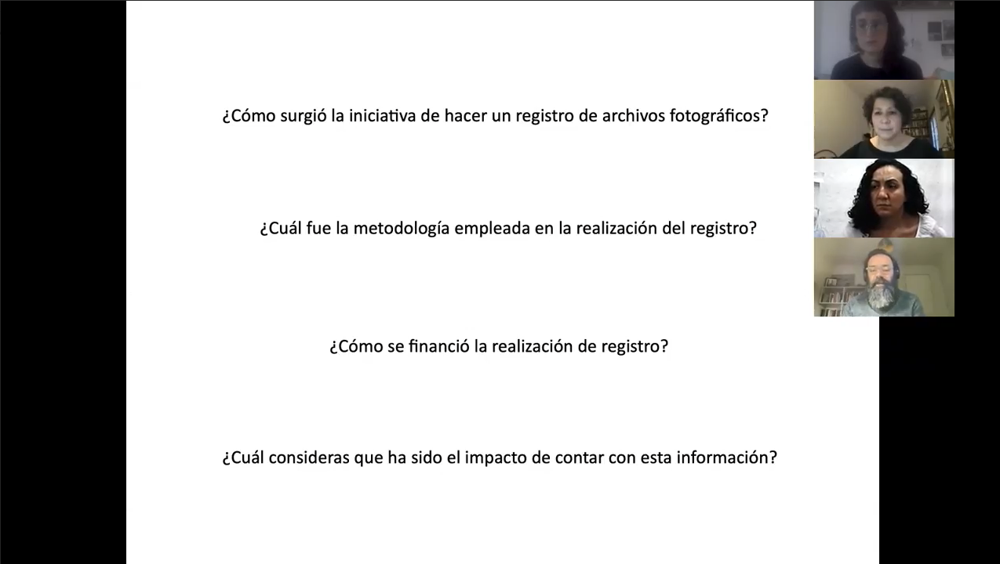 ¿Cómo surgió la iniciativa de hacer un registro de archivos fotográficos?
¿Cuál fue la metodología empleada en la realización del registro?
¿Cómo se financió la realización de registro?
¿Cuál consideras que ha sido el impacto de contar con esta información?